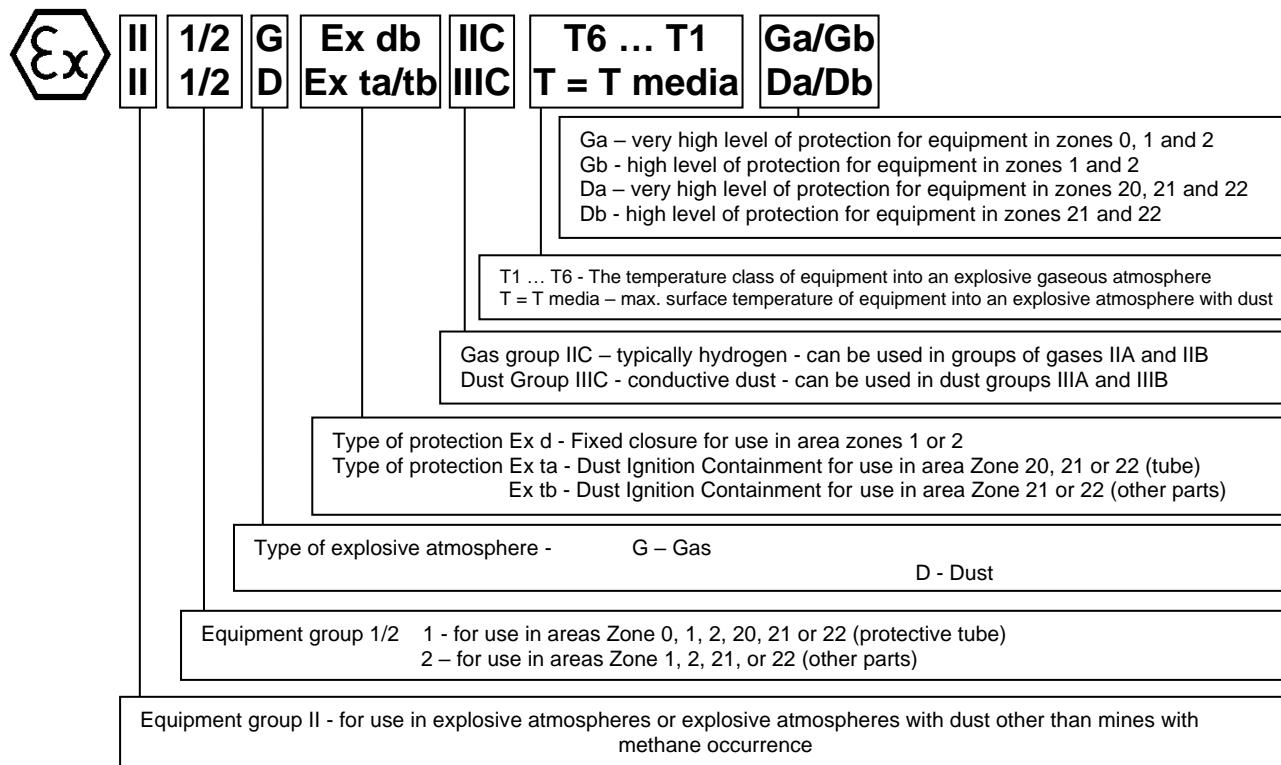 Ex II 1/2 G Ex db IIC T6 … T1 Ga/Gb
II 1/2 D Ex ta/tb IIIC T = T media Da/Db
Ga – very high level of protection for equipment in zones 0, 1 and 2
Gb - high level of protection for equipment in zones 1 and 2
Da – very high level of protection for equipment in zones 20, 21 and 22
Db - high level of protection for equipment in zones 21 and 22
T1 … T6 - The temperature class of equipment into an explosive gaseous atmosphere
T = T media – max. surface temperature of equipment into an explosive atmosphere with dust
Gas group IIC – typically hydrogen - can be used in groups of gases IIA and IIB
Dust Group IIIC - conductive dust - can be used in dust groups IIIA and IIIB
Type of protection Ex d - Fixed closure for use in area zones 1 or 2
Type of protection Ex ta - Dust Ignition Containment for use in area Zone 20, 21 or 22 (tube)
Ex tb - Dust Ignition Containment for use in area Zone 21 or 22 (other parts)
Type of explosive atmosphere - G – Gas
D - Dust
Equipment group 1/2 1 - for use in areas Zone 0, 1, 2, 20, 21 or 22 (protective tube)
2 – for use in areas Zone 1, 2, 21, or 22 (other parts)
Equipment group II - for use in explosive atmospheres or explosive atmospheres with dust other than mines with
methane occurrence